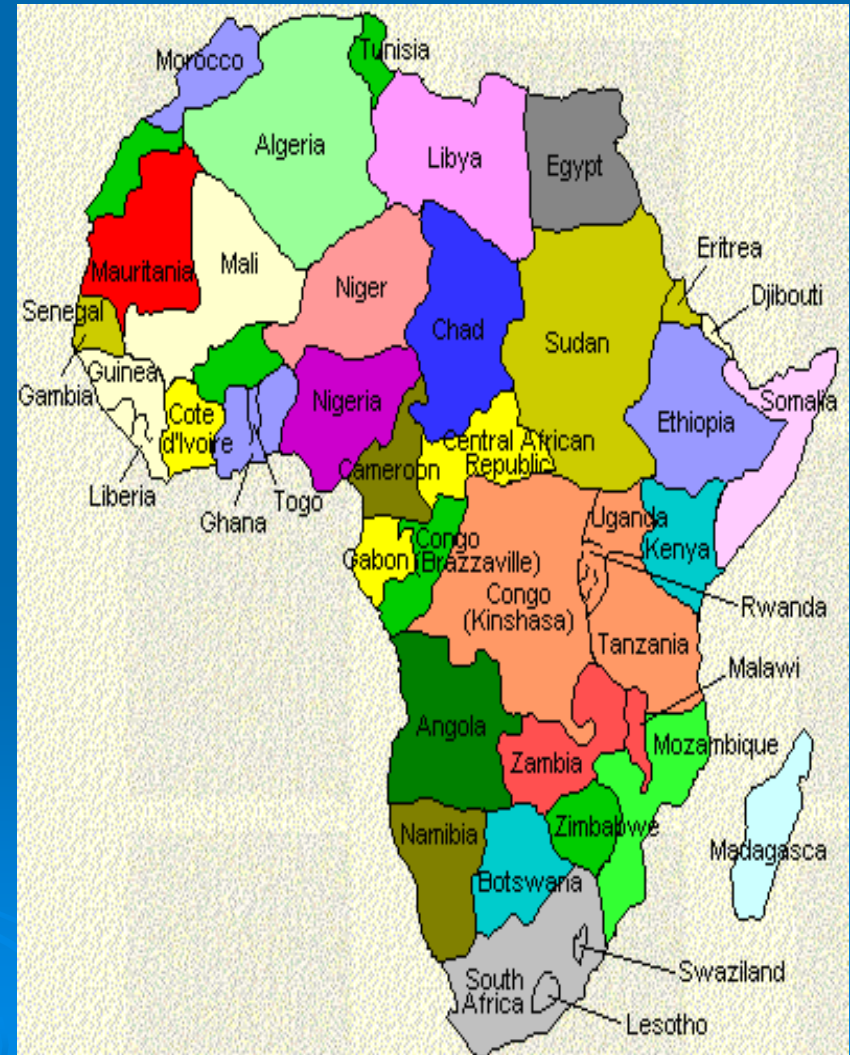 Morocco
Tunisia
Algeria
Libya
Egypt
Mauritania
Mali
Niger
Chad
Sudan
Eritrea
Djibouti
Senegal
Gambia
Guinea
Cote
d'Ivoire
Nigeria
Ethiopia
Somalia
Liberia
Ghana
Togo
Cameroon
Central African
Republic
Gabon
Congo
(Brazzaville)
Uganda
Kenya
Congo
(Kinshasa)
Rwanda
Tanzania
Malawi
Angola
Zambia
Mozambique
Namibia
Zimbabwe
Madagasca
Botswana
South
Africa
Swaziland
Lesotho